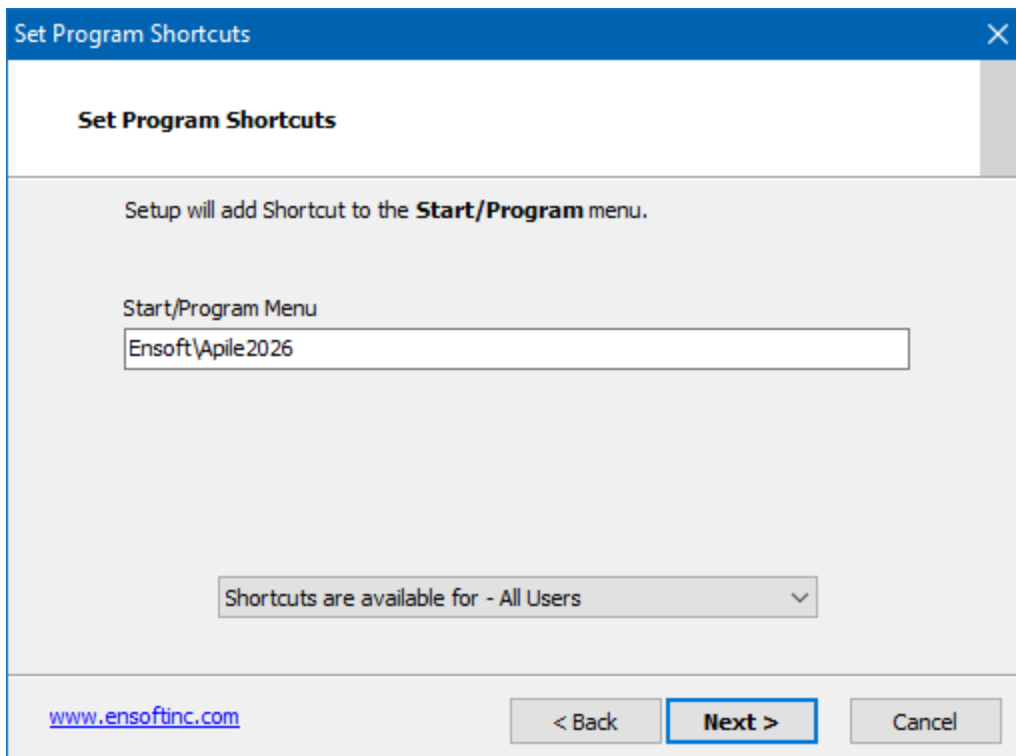 Set Program Shortcuts
Set Program Shortcuts
Setup will add Shortcut to the Start/Program menu.
Start/Program Menu
Ensoft\Apile2026
Shortcuts are available for - All Users
www.ensoftinc.com
< Back
Next >
Cancel